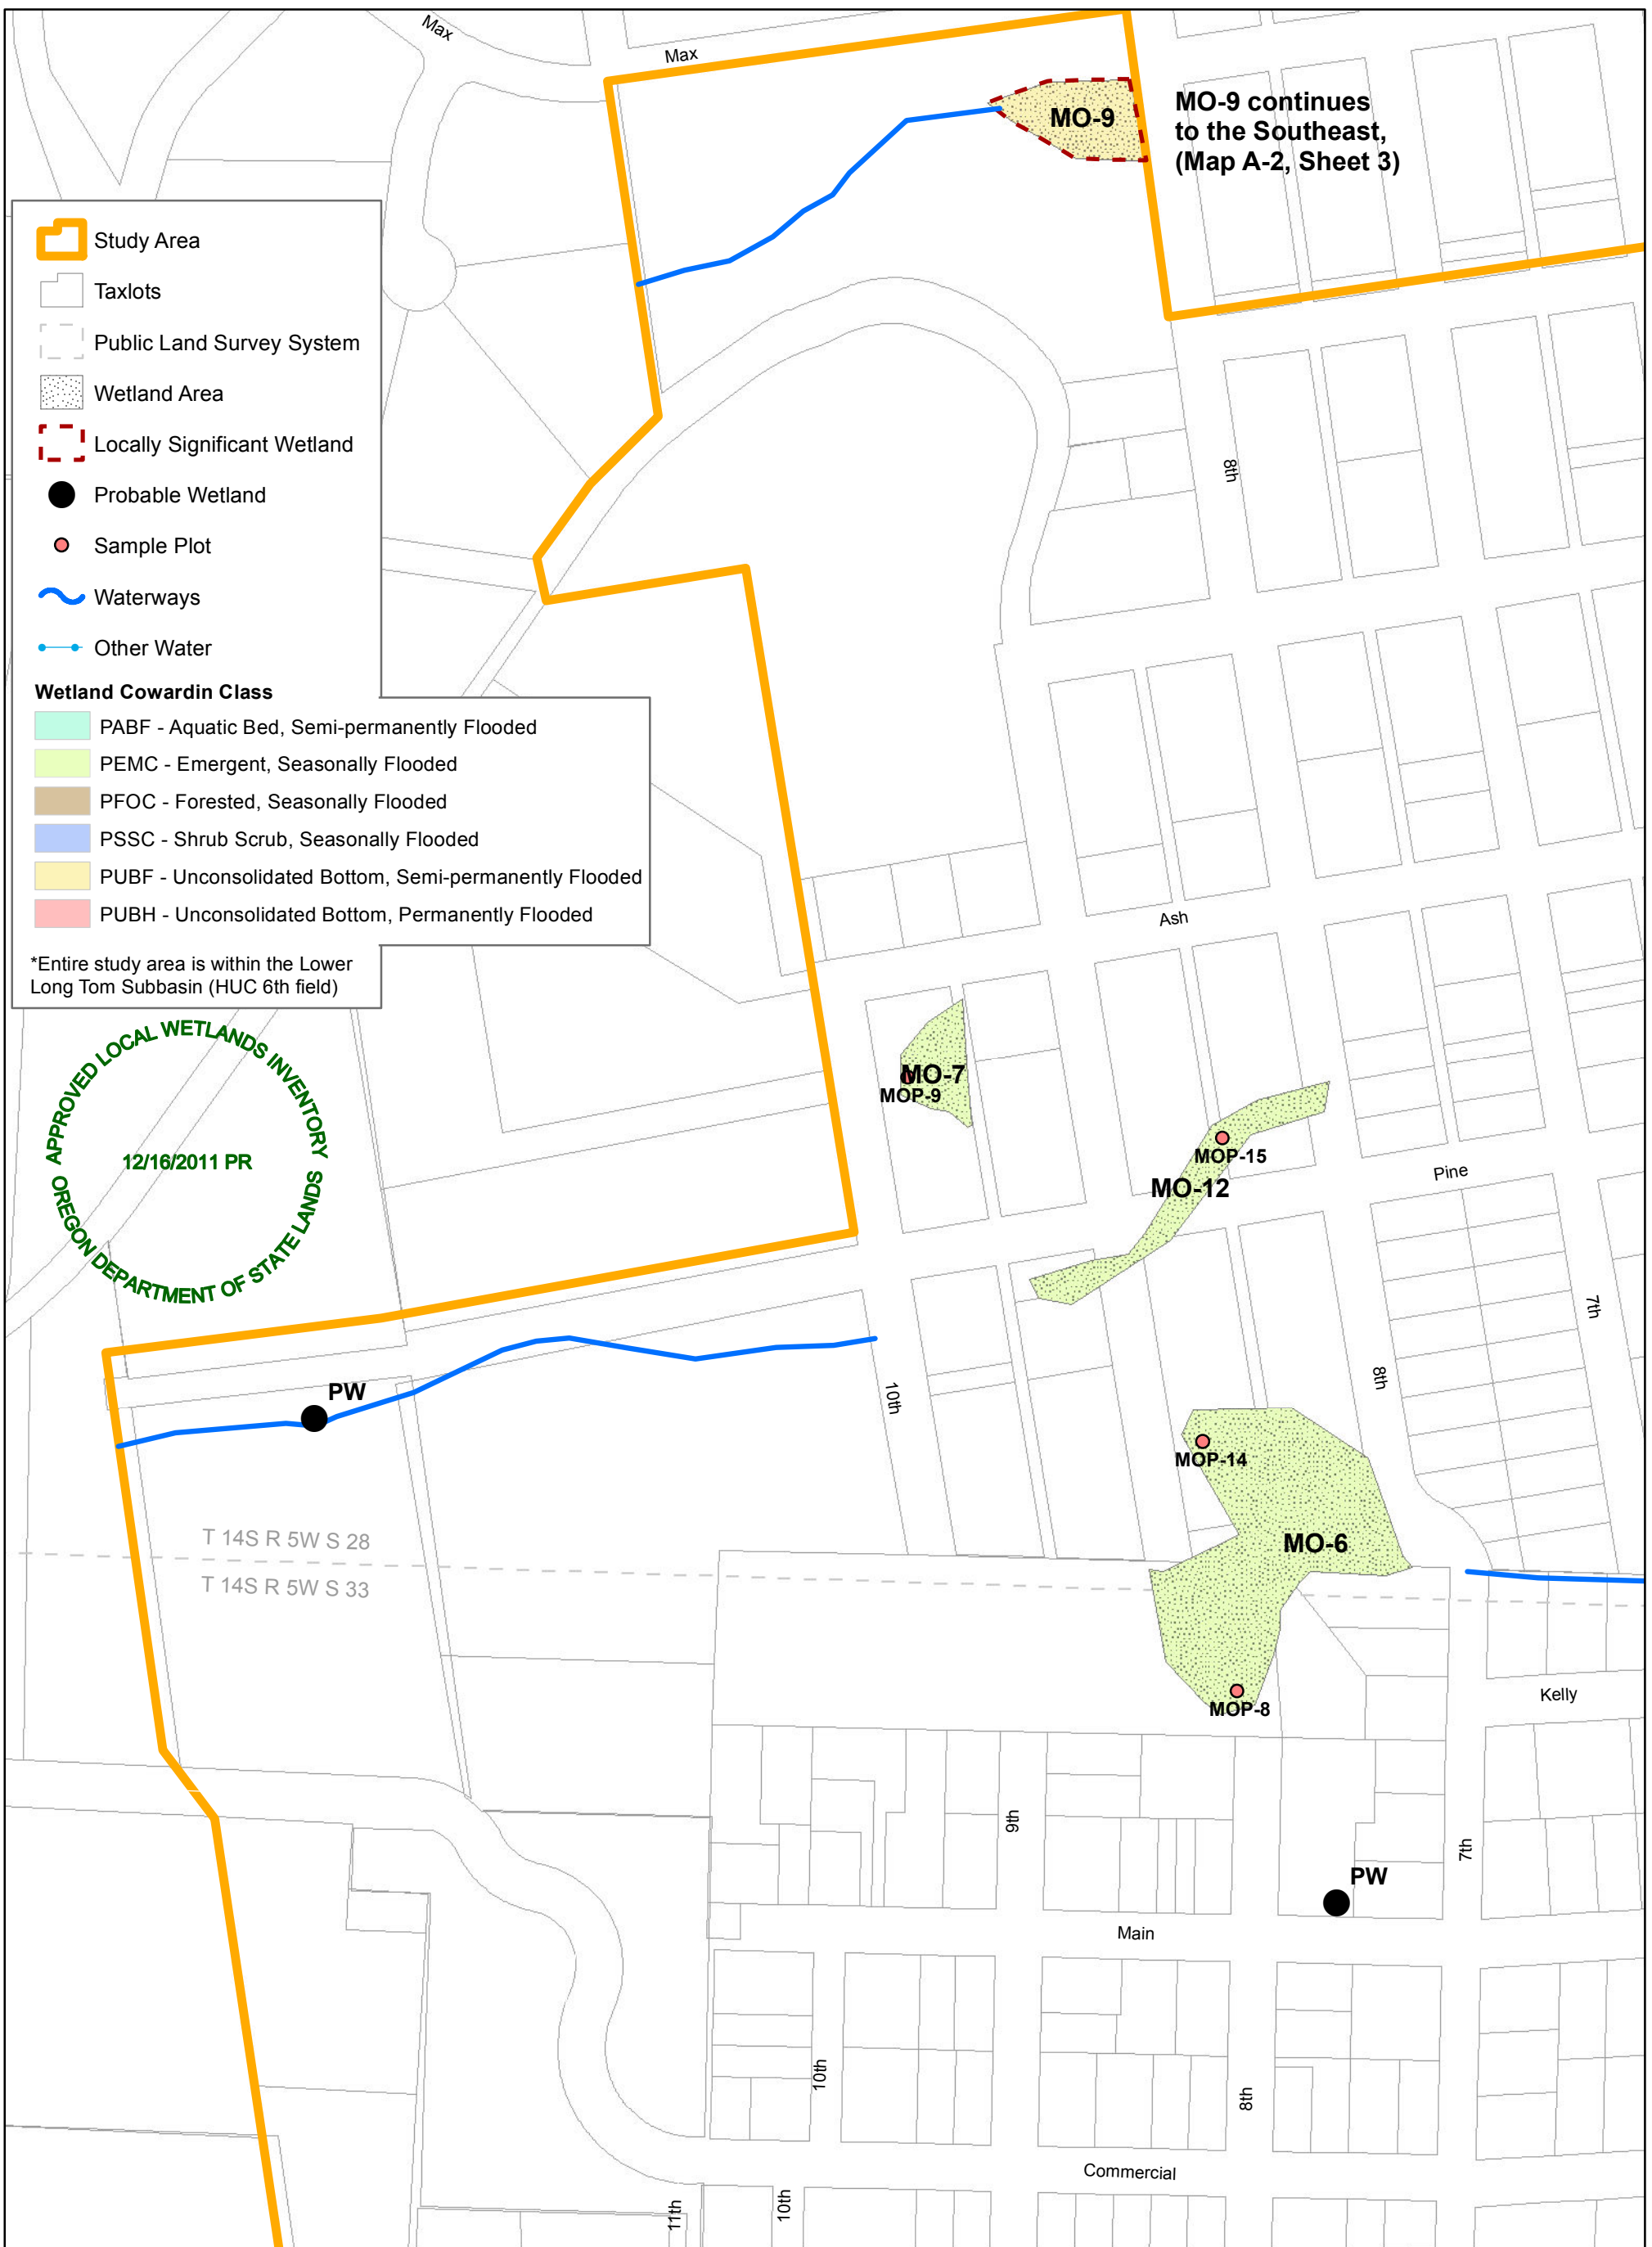 Max
Max
MO-9
MO-9 continues
to the Southeast,
(Map A-2, Sheet 3)
Study Area
Taxlots
Public Land Survey System
Wetland Area
Locally Significant Wetland
Probable Wetland
Sample Plot
Waterways
Other Water
Wetland Cowardin Class
PABF - Aquatic Bed, Semi-permanently Flooded
PEMC - Emergent, Seasonally Flooded
PFOC - Forested, Seasonally Flooded
PSSC - Shrub Scrub, Seasonally Flooded
PUBF - Unconsolidated Bottom, Semi-permanently Flooded
PUBH - Unconsolidated Bottom, Permanently Flooded
*Entire study area is within the Lower
Long Tom Subbasin (HUC 6th field)
8th
Ash
APPROVED LOCAL WETLANDS INVENTORY
12/16/2011 PR
OREGON DEPARTMENT OF STATE LANDS
MO-7
MOP-9
MOP-15
MO-12
Pine
7th
8th
10th
PW
MOP-14
MO-6
T 14S R 5W S 28
T 14S R 5W S 33
MOP-8
Kelly
9th
7th
PW
Main
10th
8th
Commercial
11th
10th